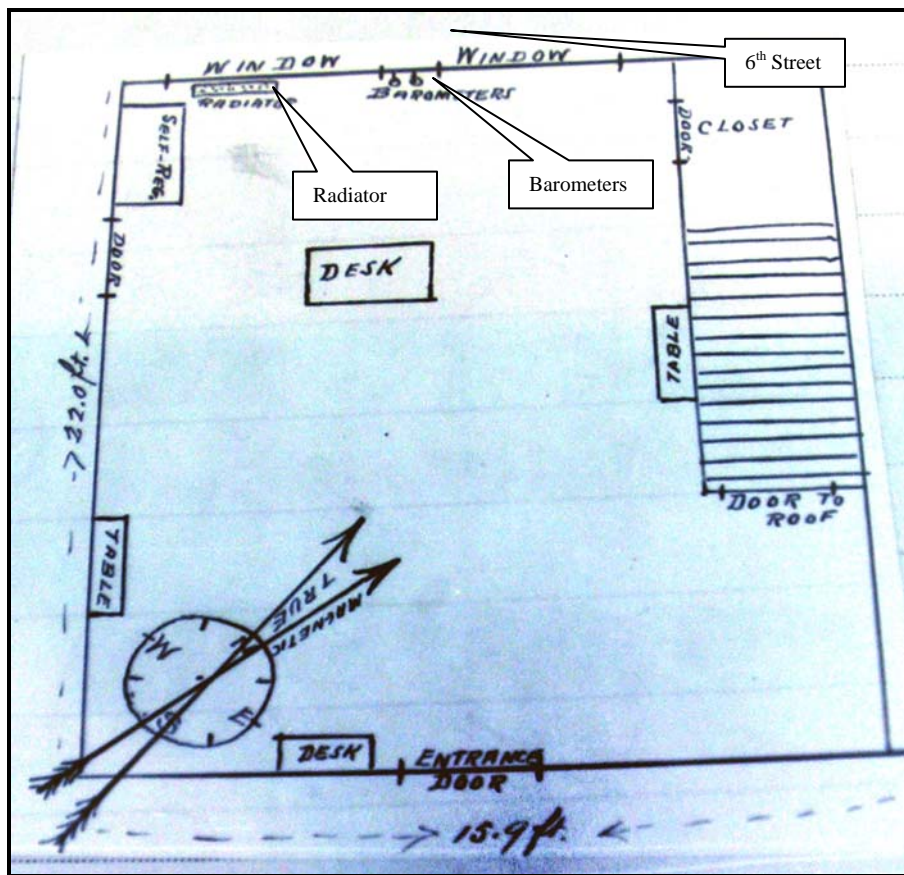 6th Street
WINDOW
WINDOW
RADIATOR
BAROMETERS
SELF-REG.
DOOR
CLOSET
Radiator
Barometers
DOOR
DESK
TABLE
22.0 ft.
DOOR TO
ROOF
TABLE
TRUE
MAGNETIC
N
W
S
E
DESK
ENTRANCE
DOOR
15.9 ft.